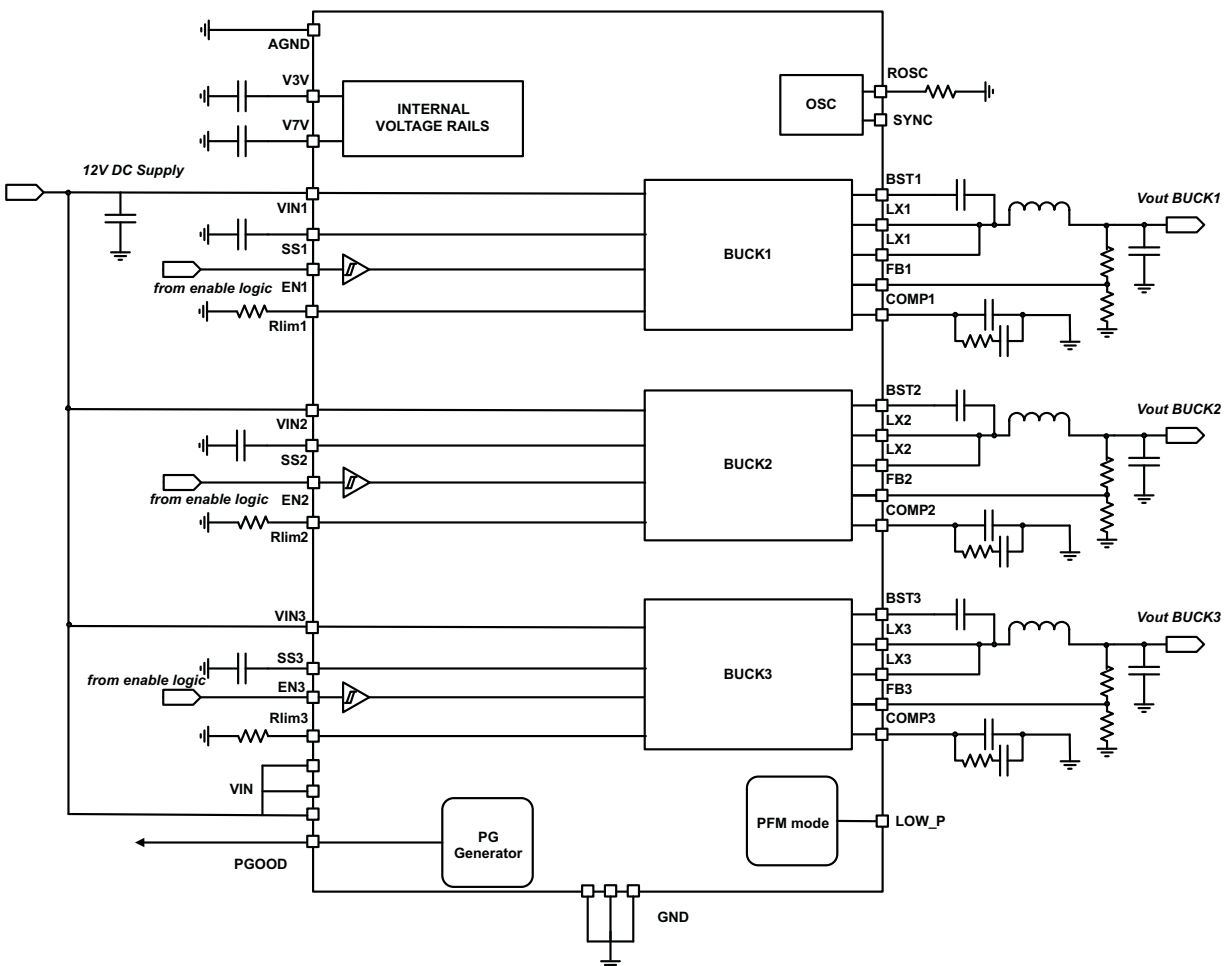 AGND
V3V
V7V
INTERNAL
VOLTAGE RAILS
OSC
ROSC
SYNC
12V DC Supply
VIN1
SS1
from enable logic
EN1
Rlim1
BUCK1
BST1
LX1
LX1
FB1
COMP1
Vout BUCK1
VIN2
SS2
from enable logic
EN2
Rlim2
BUCK2
BST2
LX2
LX2
FB2
COMP2
Vout BUCK2
VIN3
SS3
from enable logic
EN3
Rlim3
BUCK3
BST3
LX3
LX3
FB3
COMP3
Vout BUCK3
VIN
PGOOD
PG
Generator
PFM mode
LOW_P
GND